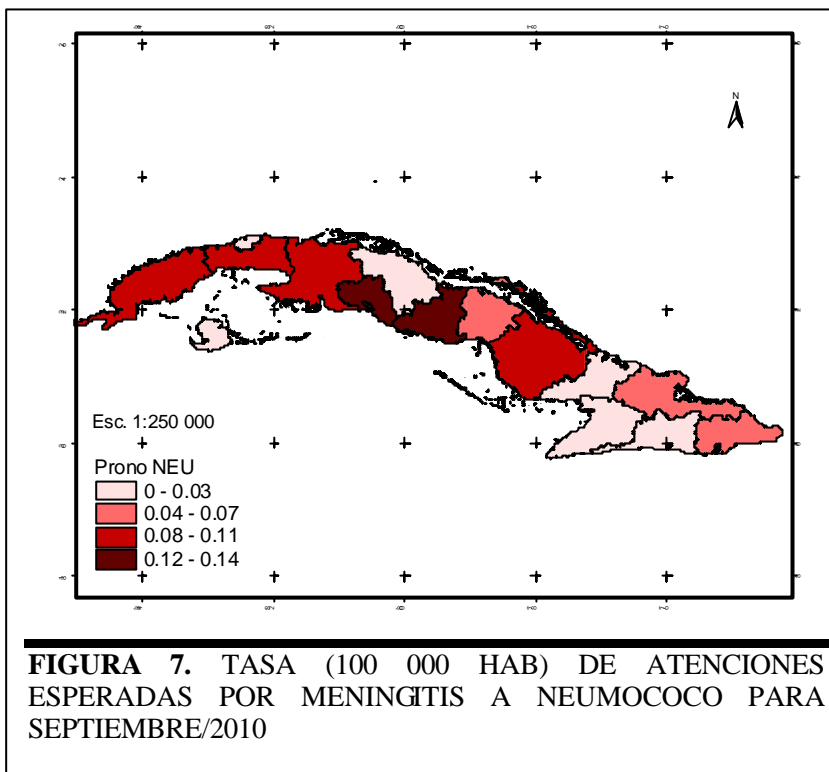 N
Esc. 1:250 000
Prono NEU
0 - 0.03
0.04 - 0.07
0.08 - 0.11
0.12 - 0.14
FIGURA 7. TASA (100 000 HAB) DE ATENCIONES
ESPERADAS POR MENINGITIS A NEUMOCOCO PARA
SEPTIEMBRE/2010